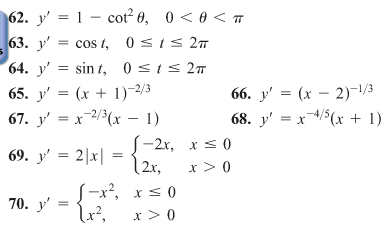 62. y′ = 1 − cot² θ, 0 < θ < π
63. y′ = cos t, 0 ≤ t ≤ 2π
64. y′ = sin t, 0 ≤ t ≤ 2π
65. y′ = (x + 1)^(−2/3) 66. y′ = (x − 2)^(−1/3)
67. y′ = x^(−2/3)(x − 1) 68. y′ = x^(−4/5)(x + 1)
69. y′ = 2|x| = { −2x, x ≤ 0
2x, x > 0
70. y′ = { −x², x ≤ 0
x², x > 0